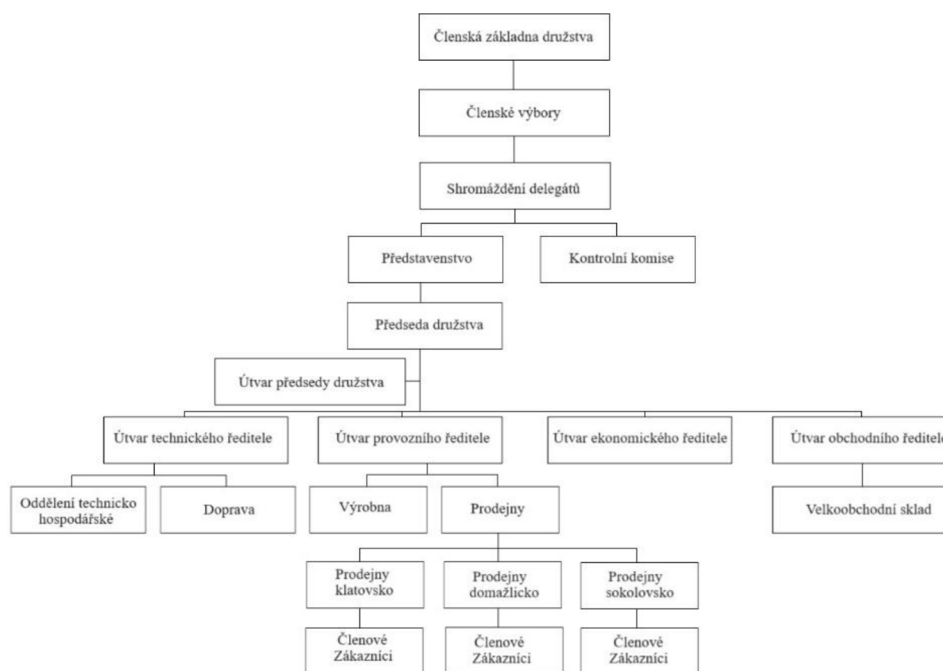 Členská základna družstva
Členské výbory
Shromáždění delegátů
Představenstvo
Kontrolní komise
Předseda družstva
Útvar předsedy družstva
Útvar technického ředitele
Útvar provozního ředitele
Útvar ekonomického ředitele
Útvar obchodního ředitele
Oddělení technicko
hospodářské
Doprava
Výrobna
Prodejny
Velkoobchodní sklad
Prodejny
klatovsko
Prodejny
domažlicko
Prodejny
sokolovsko
Členové
Zákazníci
Členové
Zákazníci
Členové
Zákazníci